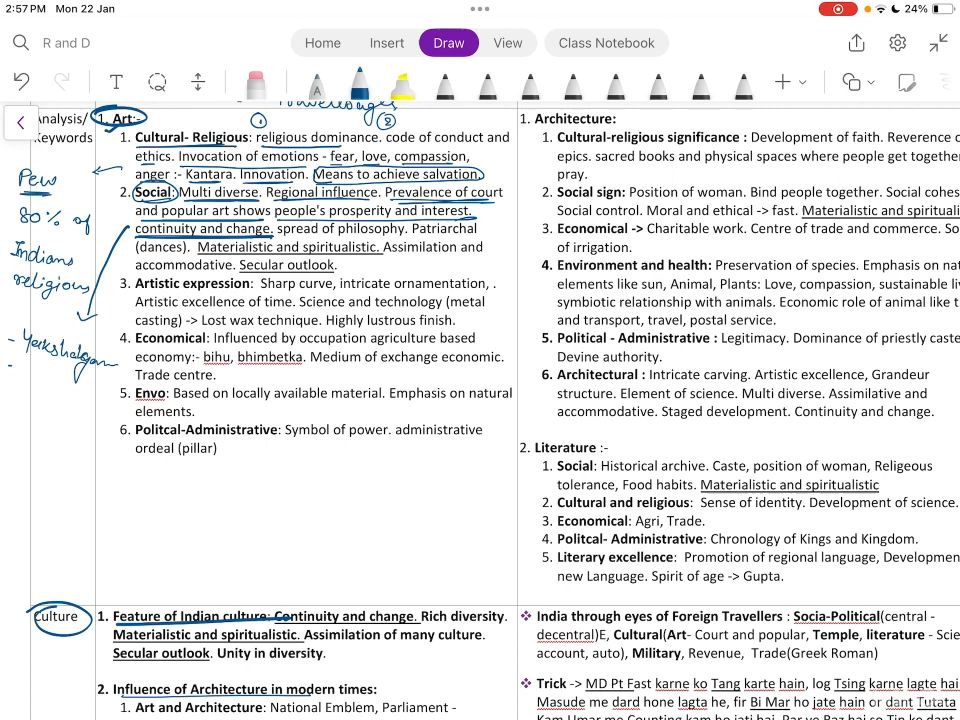 2:57 PM Mon 22 Jan
24%
R and D
Home Insert Draw View Class Notebook
T
A
Analysis/
Keywords
Pew
80% of
Indians
religious
1. Art:-
1 2
1. Cultural- Religious: religious dominance. code of conduct and
ethics. Invocation of emotions - fear, love, compassion,
anger :- Kantara. Innovation. Means to achieve salvation.
2. Social: Multi diverse. Regional influence. Prevalence of court
and popular art shows people's prosperity and interest.
continuity and change. spread of philosophy. Patriarchal
(dances). Materialistic and spiritualistic. Assimilation and
accommodative. Secular outlook.
3. Artistic expression: Sharp curve, intricate ornamentation, .
Artistic excellence of time. Science and technology (metal
casting) -> Lost wax technique. Highly lustrous finish.
4. Economical: Influenced by occupation agriculture based
economy:- bihu, bhimbetka. Medium of exchange economic.
Trade centre.
5. Envo: Based on locally available material. Emphasis on natural
elements.
6. Politcal-Administrative: Symbol of power. administrative
ordeal (pillar)
1. Architecture:
1. Cultural-religious significance : Development of faith. Reverence o
epics. sacred books and physical spaces where people get togethe
pray.
2. Social sign: Position of woman. Bind people together. Social cohes
Social control. Moral and ethical -> fast. Materialistic and spirituali
3. Economical -> Charitable work. Centre of trade and commerce. So
of irrigation.
4. Environment and health: Preservation of species. Emphasis on nat
elements like sun, Animal, Plants: Love, compassion, sustainable liv
symbiotic relationship with animals. Economic role of animal like t
and transport, travel, postal service.
5. Political - Administrative : Legitimacy. Dominance of priestly caste
Devine authority.
6. Architectural : Intricate carving. Artistic excellence, Grandeur
structure. Element of science. Multi diverse. Assimilative and
accommodative. Staged development. Continuity and change.
2. Literature :-
1. Social: Historical archive. Caste, position of woman, Religeous
tolerance, Food habits. Materialistic and spiritualistic
2. Cultural and religious: Sense of identity. Development of science.
3. Economical: Agri, Trade.
4. Politcal- Administrative: Chronology of Kings and Kingdom.
5. Literary excellence: Promotion of regional language, Developmen
new Language. Spirit of age -> Gupta.
Culture
1. Feature of Indian culture: Continuity and change. Rich diversity.
Materialistic and spiritualistic. Assimilation of many culture.
Secular outlook. Unity in diversity.
2. Influence of Architecture in modern times:
1. Art and Architecture: National Emblem, Parliament -
❖ India through eyes of Foreign Travellers : Socia-Political(central -
decentral)E, Cultural(Art- Court and popular, Temple, literature - Scie
account, auto), Military, Revenue, Trade(Greek Roman)
❖ Trick -> MD Pt Fast karne ko Tang karte hain, log Tsing karne lagte hai
Masude me dard hone lagta he, fir Bi Mar ho jate hain or dant Tutata